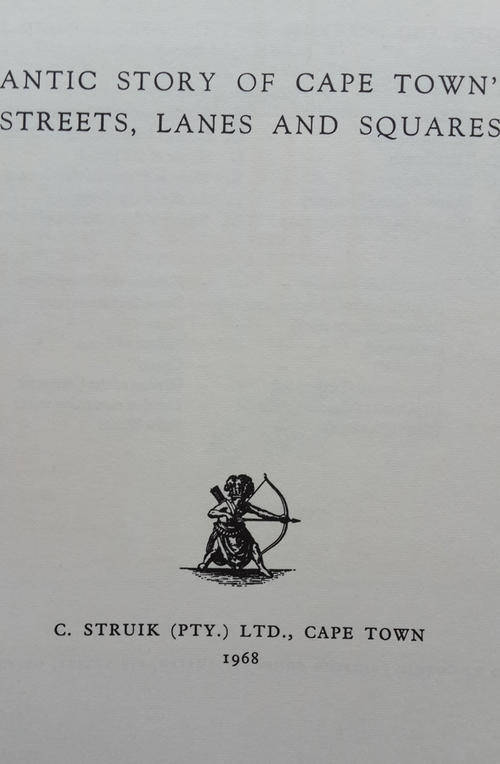 ANTIC STORY OF CAPE TOWN'
STREETS, LANES AND SQUARES
C. STRUIK (PTY.) LTD., CAPE TOWN
1968